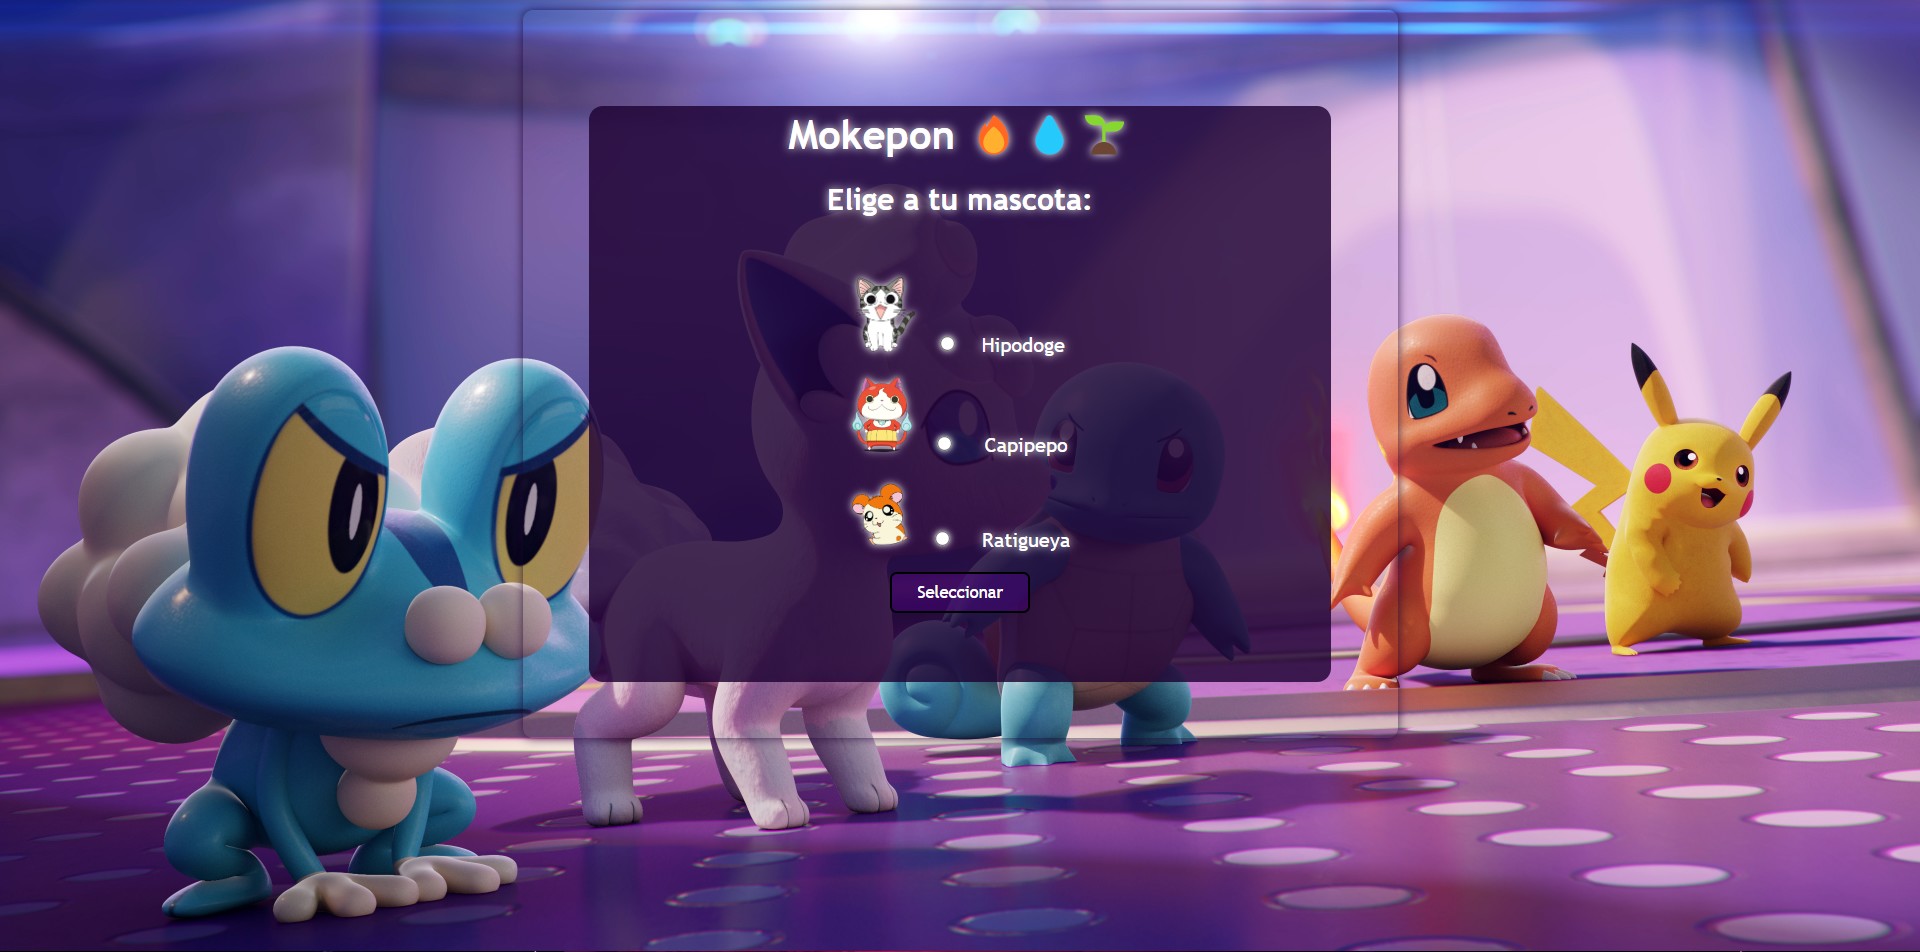 Mokepon 🔥 💧 🌱
Elige a tu mascota:
Hipodoge
Capipepo
Ratigueya
Seleccionar